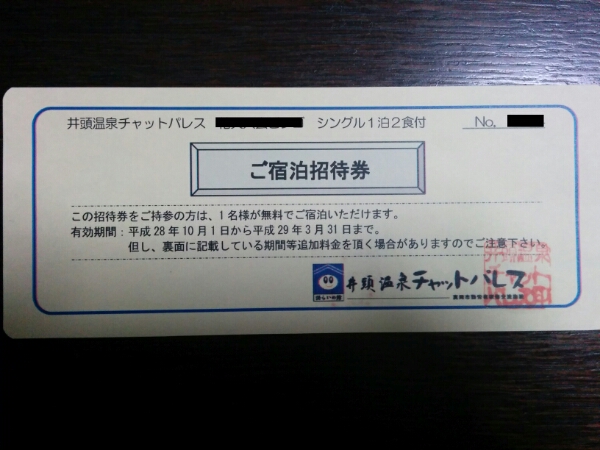 井頭温泉チャットパレス シングル1泊2食付 No.
ご宿泊招待券
この招待券をご持参の方は、1名様が無料でご宿泊いただけます。
有効期間:平成28年10月1日から平成29年3月31日まで。
但し、裏面に記載している期間等追加料金を頂く場合がありますのでご注意下さい。
井頭温泉チャットパレス